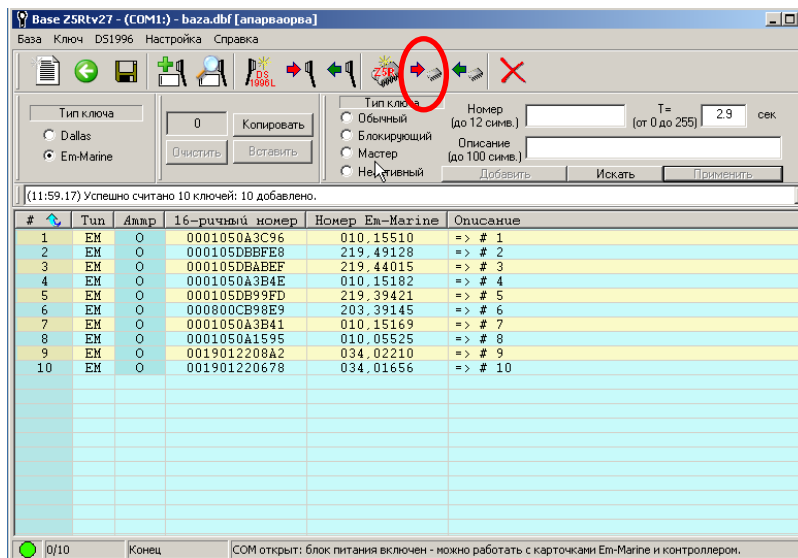 Base Z5Rtv27 - (COM1:) - baza.dbf [апарваорва]
База Ключ DS1996 Настройка Справка
DS
1996L
Z5R
Тип ключа
Dallas
Em-Marine
0
Копировать
Очистить Вставить
Тип ключа
Обычный
Блокирующий
Мастер
Номер
(до 12 симв.)
T=
(от 0 до 255)
2.9 сек
Описание
(до 100 симв.)
Добавить Искать Применить
(11:59.17) Успешно считано 10 ключей: 10 добавлено.
# Тип Аттр 16-ричный номер Номер Em-Marine Описание
1 EM O 0001050A3C96 010,15510 => # 1
2 EM O 000105DBBFE8 219,49128 => # 2
3 EM O 000105DBABEF 219,44015 => # 3
4 EM O 0001050A3B4E 010,15182 => # 4
5 EM O 000105DB99FD 219,39421 => # 5
6 EM O 000800CB98E9 203,39145 => # 6
7 EM O 0001050A3B41 010,15169 => # 7
8 EM O 0001050A1595 010,05525 => # 8
9 EM O 0019012208A2 034,02210 => # 9
10 EM O 001901220678 034,01656 => # 10
0/10 Конец COM открыт: блок питания включен - можно работать с карточками Em-Marine и контроллером.